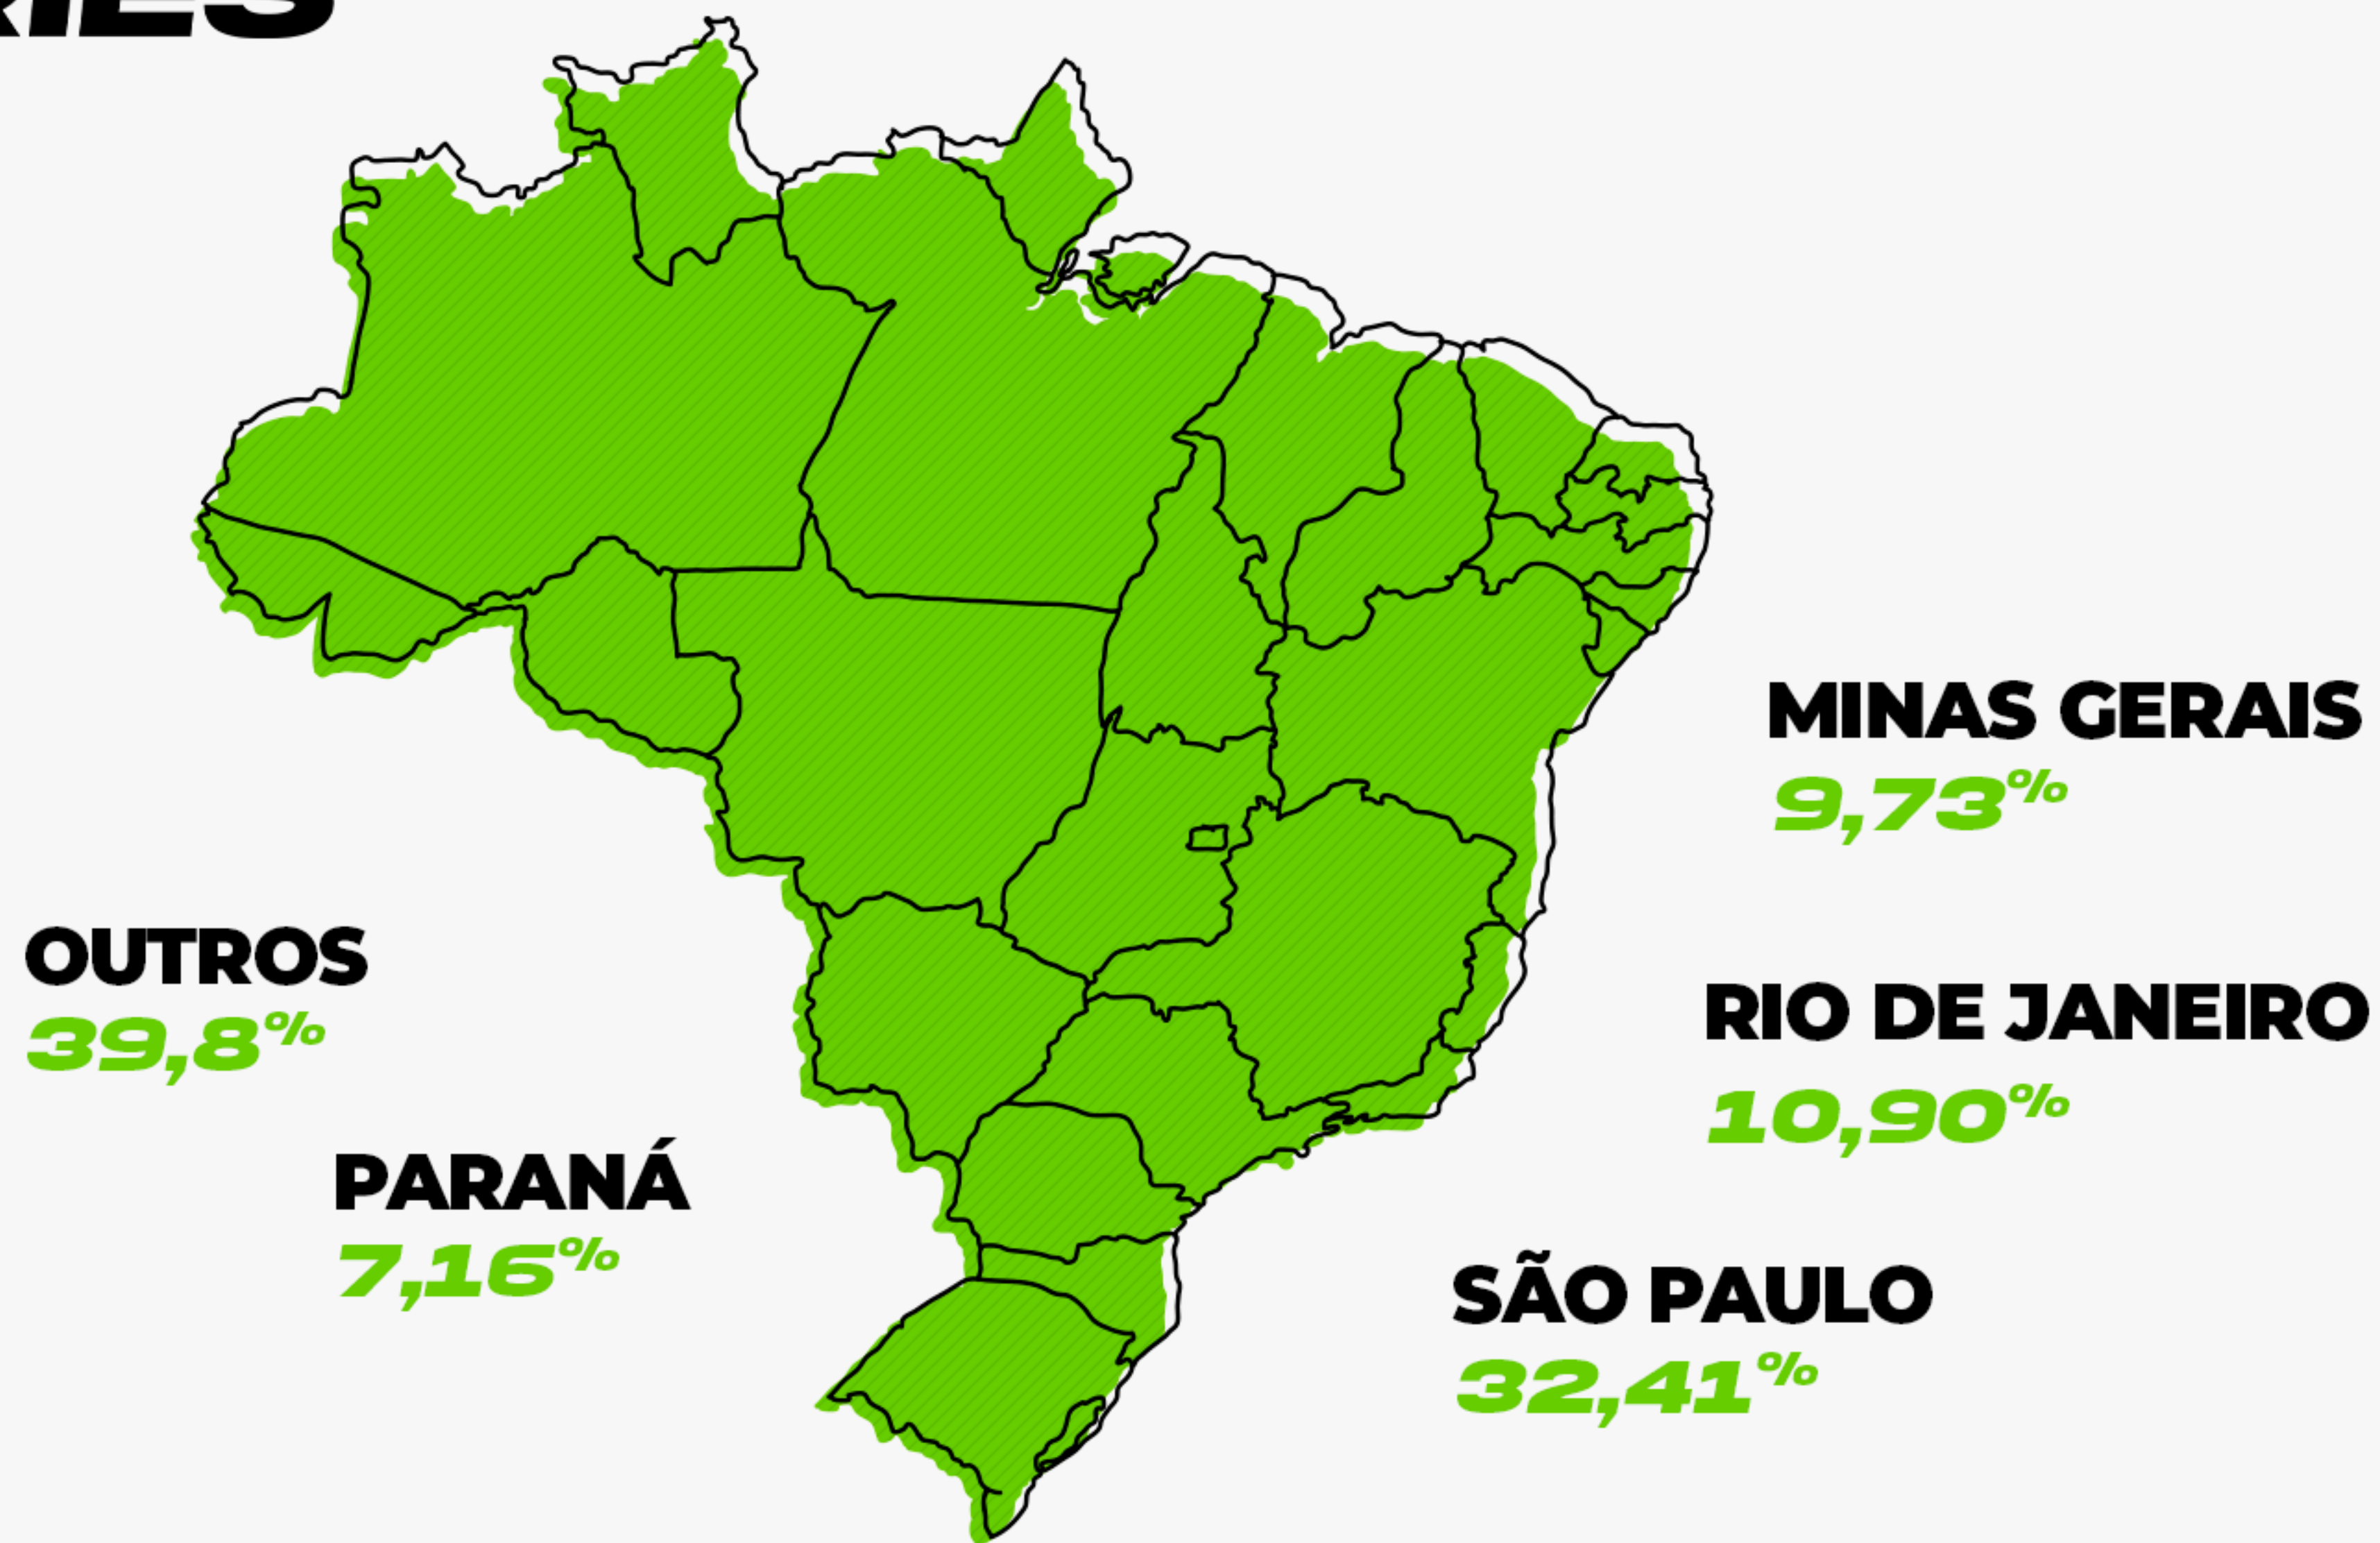 MINAS GERAIS
9,73%
OUTROS
39,8%
RIO DE JANEIRO
10,90%
PARANÁ
7,16%
SÃO PAULO
32,41%